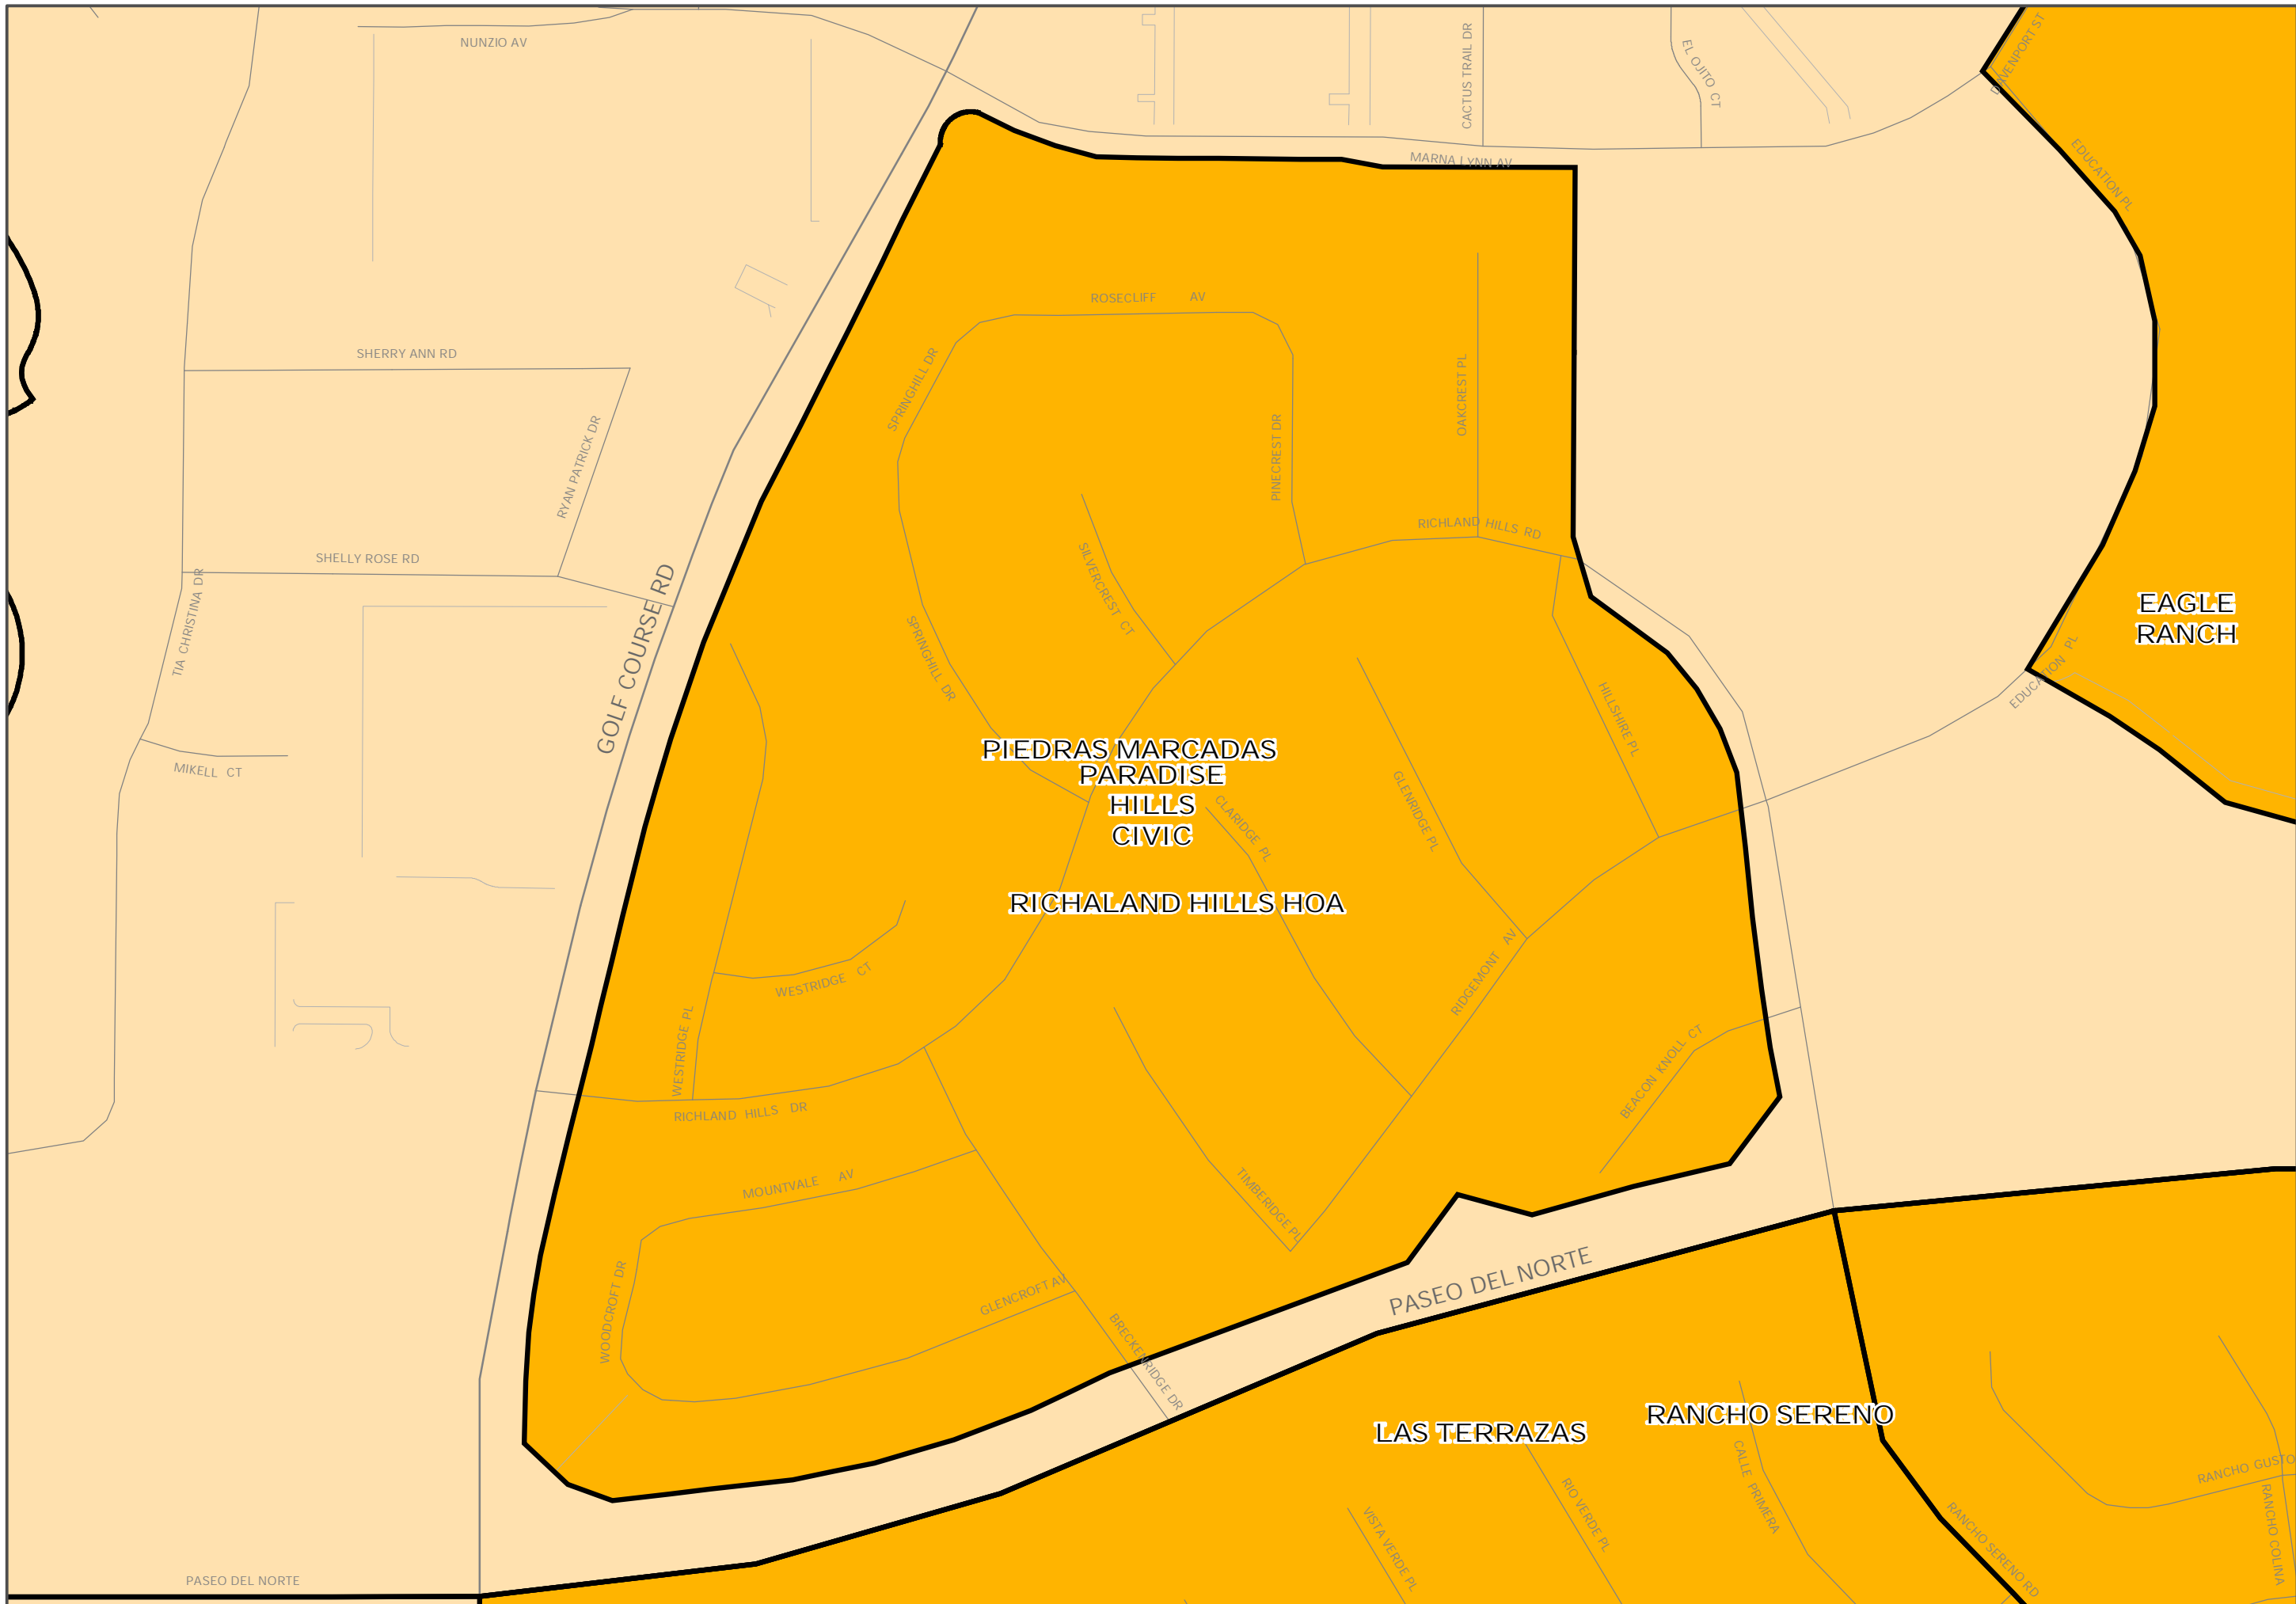 NUNZIO AV
CACTUS TRAIL DR
EL OJITO CT
DAVENPORT ST
MARNA LYNN AV
EDUCATION PL
ROSECLIFF AV
SHERRY ANN RD
SPRINGHILL DR
OAKCREST PL
RYAN PATRICK DR
PINECREST DR
RICHLAND HILLS RD
SHELLY ROSE RD
TIA CHRISTINA DR
GOLF COURSE RD
SILVERCREST CT
SPRINGHILL DR
EAGLE
RANCH
EDUCATION PL
HILLSHIRE PL
MIKELL CT
PIEDRAS MARCADAS
PARADISE
HILLS
CIVIC
CLARIDGE PL
GLENRIDGE PL
RICHALAND HILLS HOA
WESTRIDGE CT
RIDGEMONT AV
WESTRIDGE PL
BEACON KNOLL CT
RICHLAND HILLS DR
MOUNTVALE AV
TIMBERIDGE PL
WOODCROFT DR
GLENCROFT AV
PASEO DEL NORTE
BRECKENRIDGE DR
LAS TERRAZAS
RANCHO SERENO
CALLE PRIMERA
RANCHO GUSTO
RIO VERDE PL
VISTA VERDE PL
RANCHO SERENO RD
RANCHO COLINA
PASEO DEL NORTE